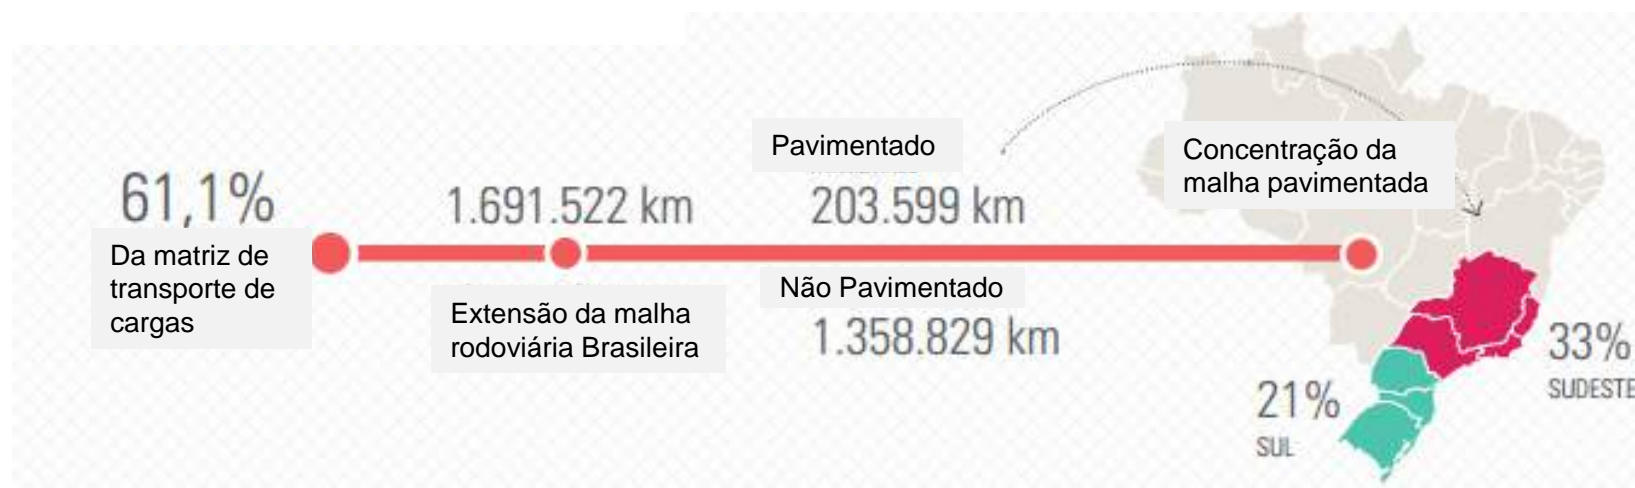 61,1%
Da matriz de
transporte de
cargas
1.691.522 km
Extensão da malha
rodoviária Brasileira
Pavimentado
203.599 km
Não Pavimentado
1.358.829 km
Concentração da
malha pavimentada
33%
SUDESTE
21%
SUL